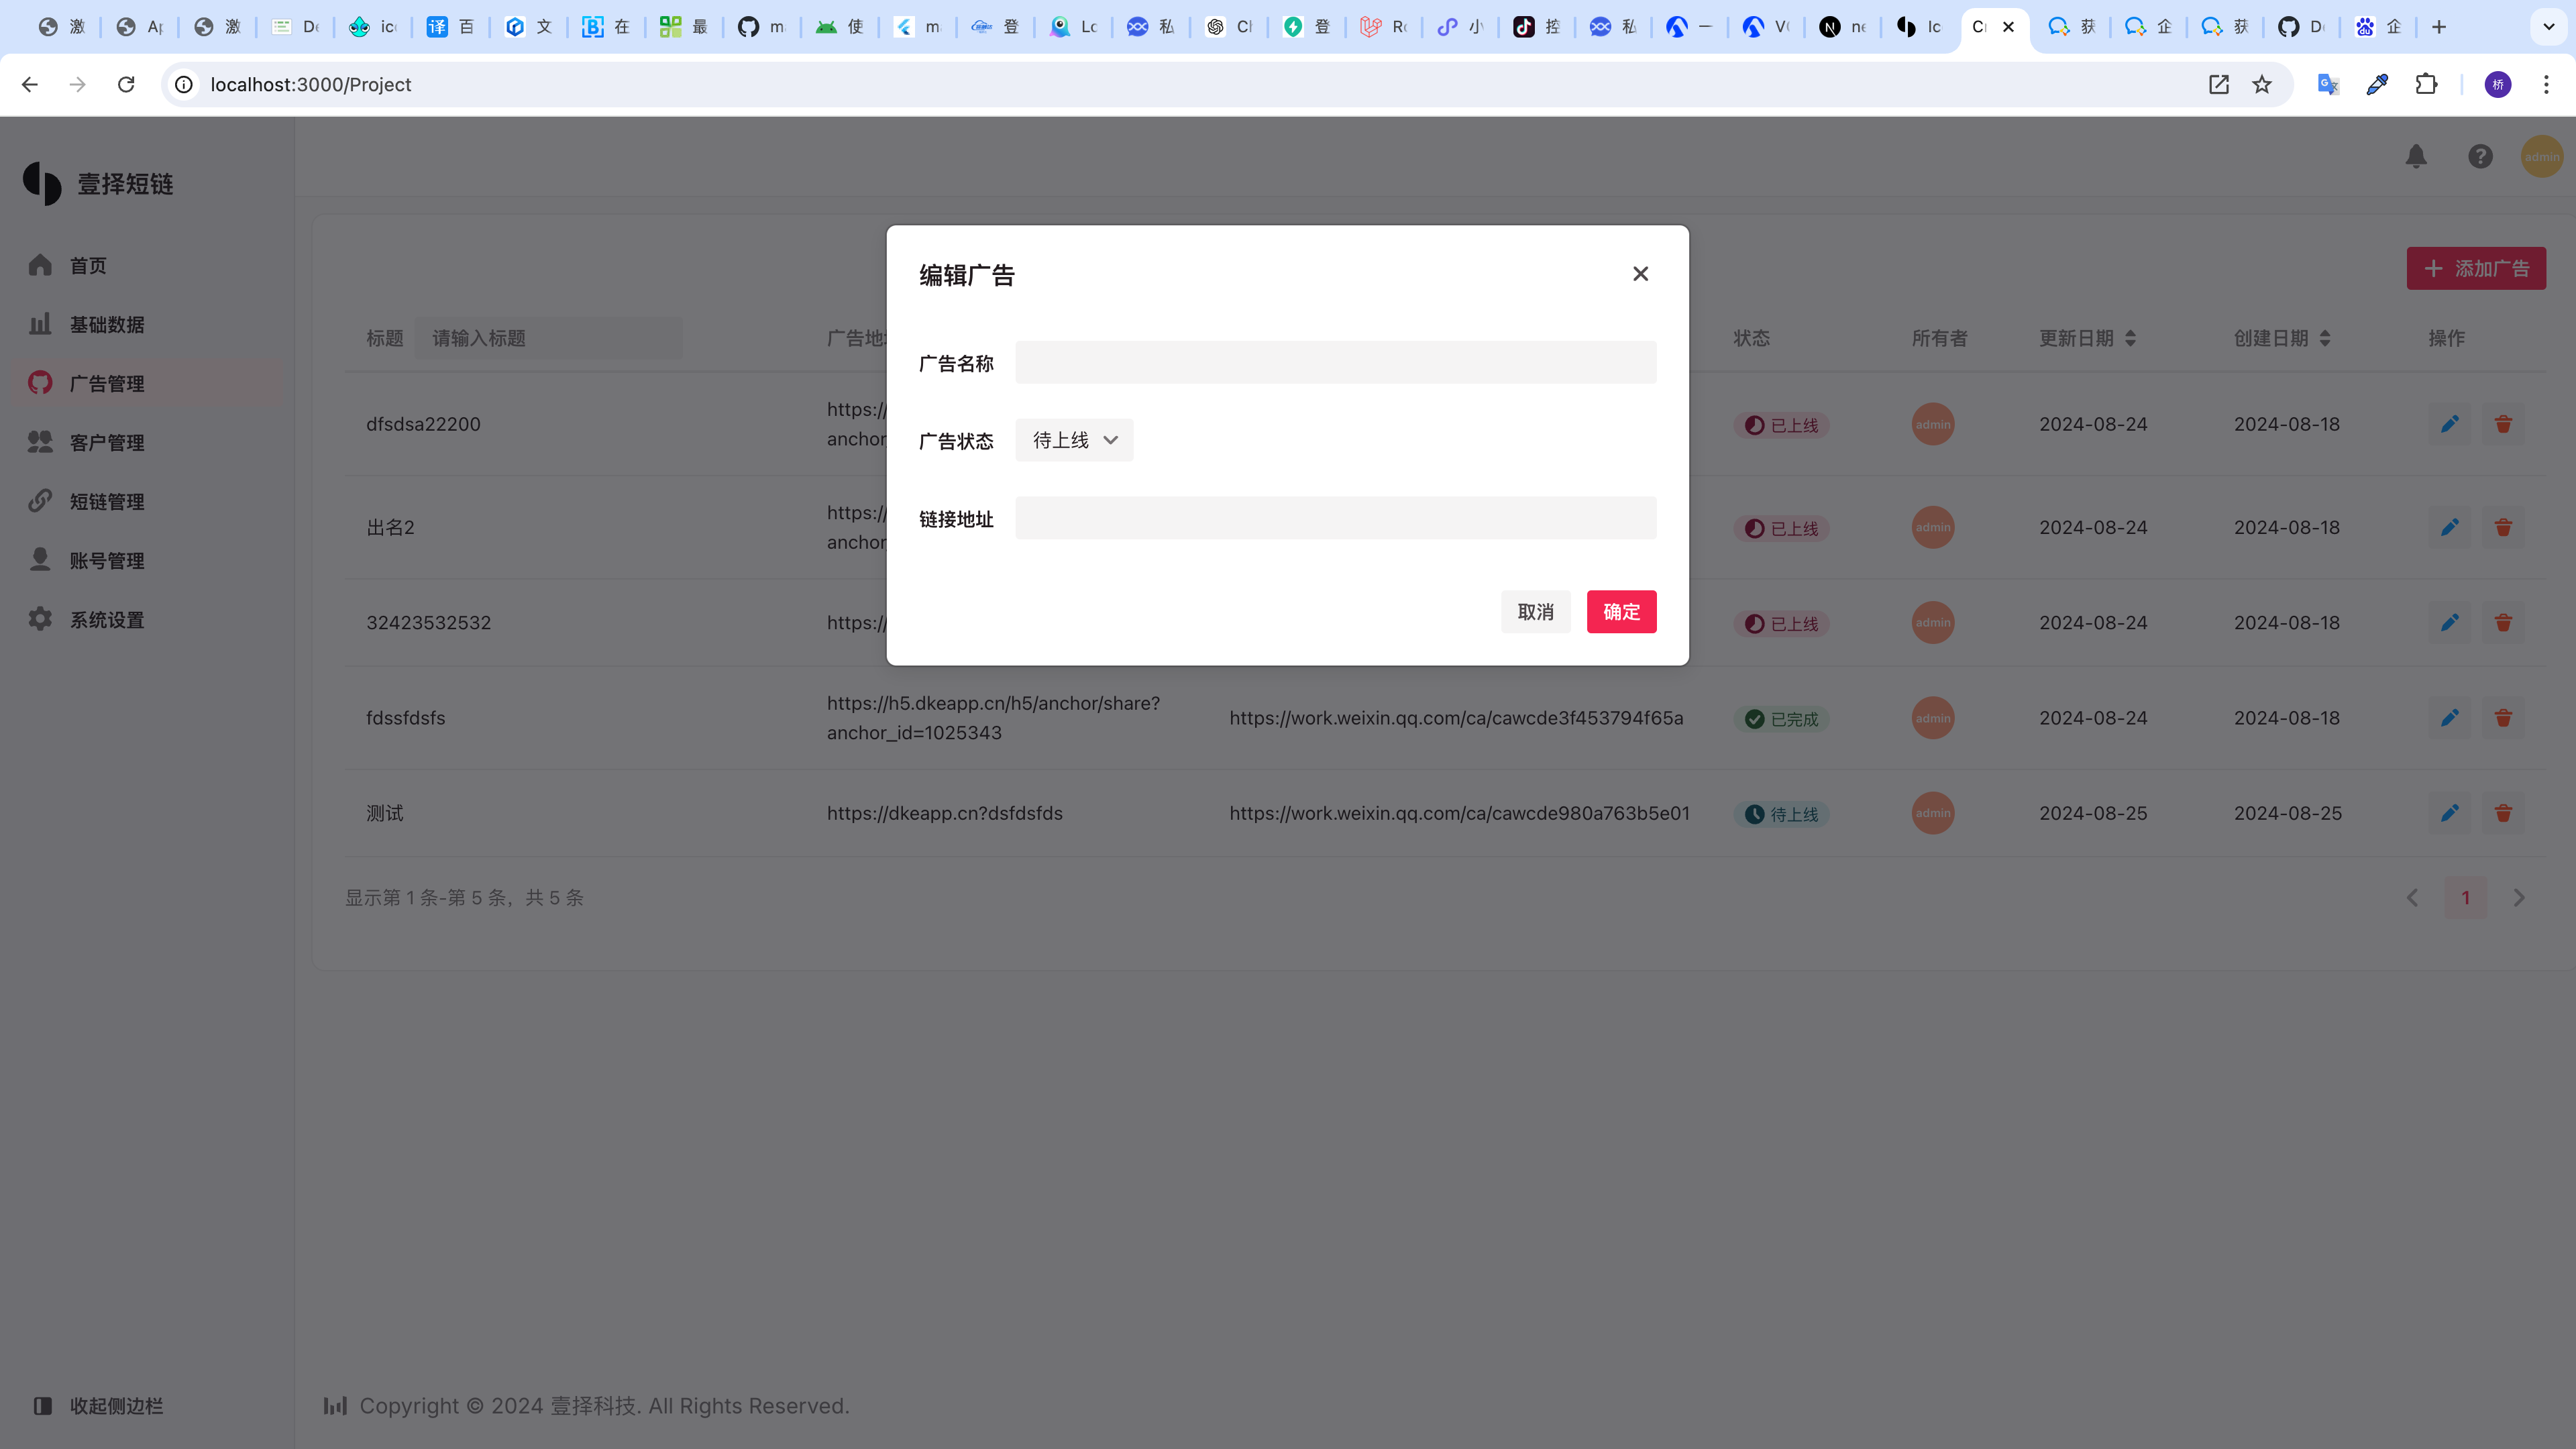 激
Ap
激
De
译 百
文
在
最
使
登
Lo
私
登
小
控
私
一
获
企
获
企
localhost:3000/Project
桥
壹择短链
admin
首页
基础数据
广告管理
客户管理
短链管理
账号管理
系统设置
收起侧边栏
添加广告
标题 请输入标题 广告地 状态 所有者 更新日期 创建日期 操作
dfsdsa22200 https:// 已上线 admin 2024-08-24 2024-08-18
anchor
出名2 https:// 已上线 admin 2024-08-24 2024-08-18
anchor
32423532532 https:// 已上线 admin 2024-08-24 2024-08-18
fdssfdsfs https://h5.dkeapp.cn/h5/anchor/share? https://work.weixin.qq.com/ca/cawcde3f453794f65a 已完成 admin 2024-08-24 2024-08-18
anchor_id=1025343
测试 https://dkeapp.cn?dsfdsfds https://work.weixin.qq.com/ca/cawcde980a763b5e01 待上线 admin 2024-08-25 2024-08-25
显示第 1 条-第 5 条，共 5 条 1
编辑广告
广告名称
广告状态 待上线
链接地址
取消 确定
Copyright © 2024 壹择科技. All Rights Reserved.